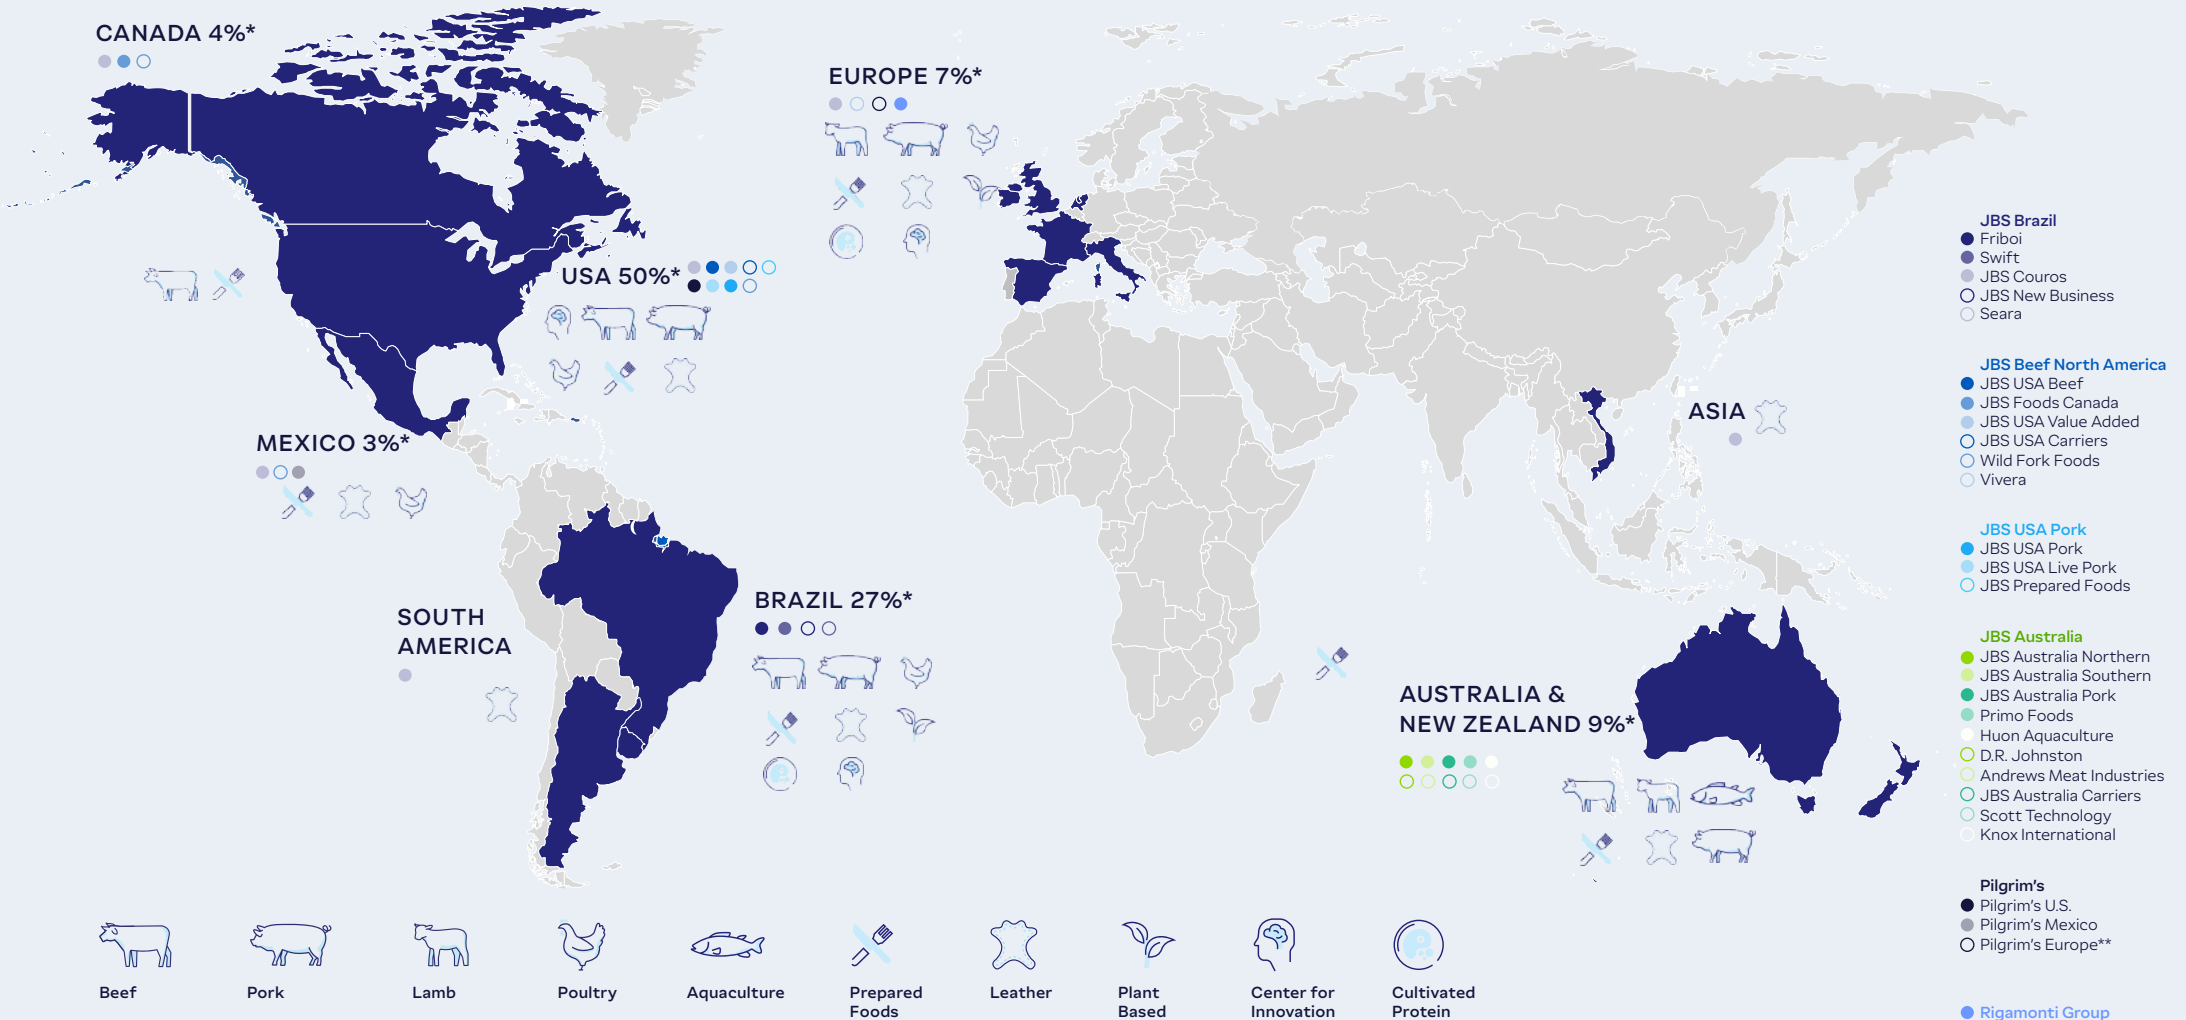 CANADA 4%*
EUROPE 7%*
USA 50%*
MEXICO 3%*
ASIA
SOUTH
AMERICA
BRAZIL 27%*
AUSTRALIA &
NEW ZEALAND 9%*
JBS Brazil
Friboi
Swift
JBS Couros
JBS New Business
Seara
JBS Beef North America
JBS USA Beef
JBS Foods Canada
JBS USA Value Added
JBS USA Carriers
Wild Fork Foods
Vivera
JBS USA Pork
JBS USA Pork
JBS USA Live Pork
JBS Prepared Foods
JBS Australia
JBS Australia Northern
JBS Australia Southern
JBS Australia Pork
Primo Foods
Huon Aquaculture
D.R. Johnston
Andrews Meat Industries
JBS Australia Carriers
Scott Technology
Knox International
Pilgrim's
Pilgrim's U.S.
Pilgrim's Mexico
Pilgrim's Europe**
Rigamonti Group
Beef
Pork
Lamb
Poultry
Aquaculture
Prepared
Foods
Leather
Plant
Based
Center for
Innovation
Cultivated
Protein